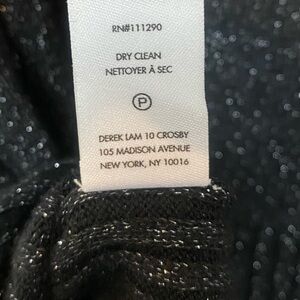 RN#111290
DRY CLEAN
NETTOYER À SEC
P
DEREK LAM 10 CROSBY
105 MADISON AVENUE
NEW YORK, NY 10016